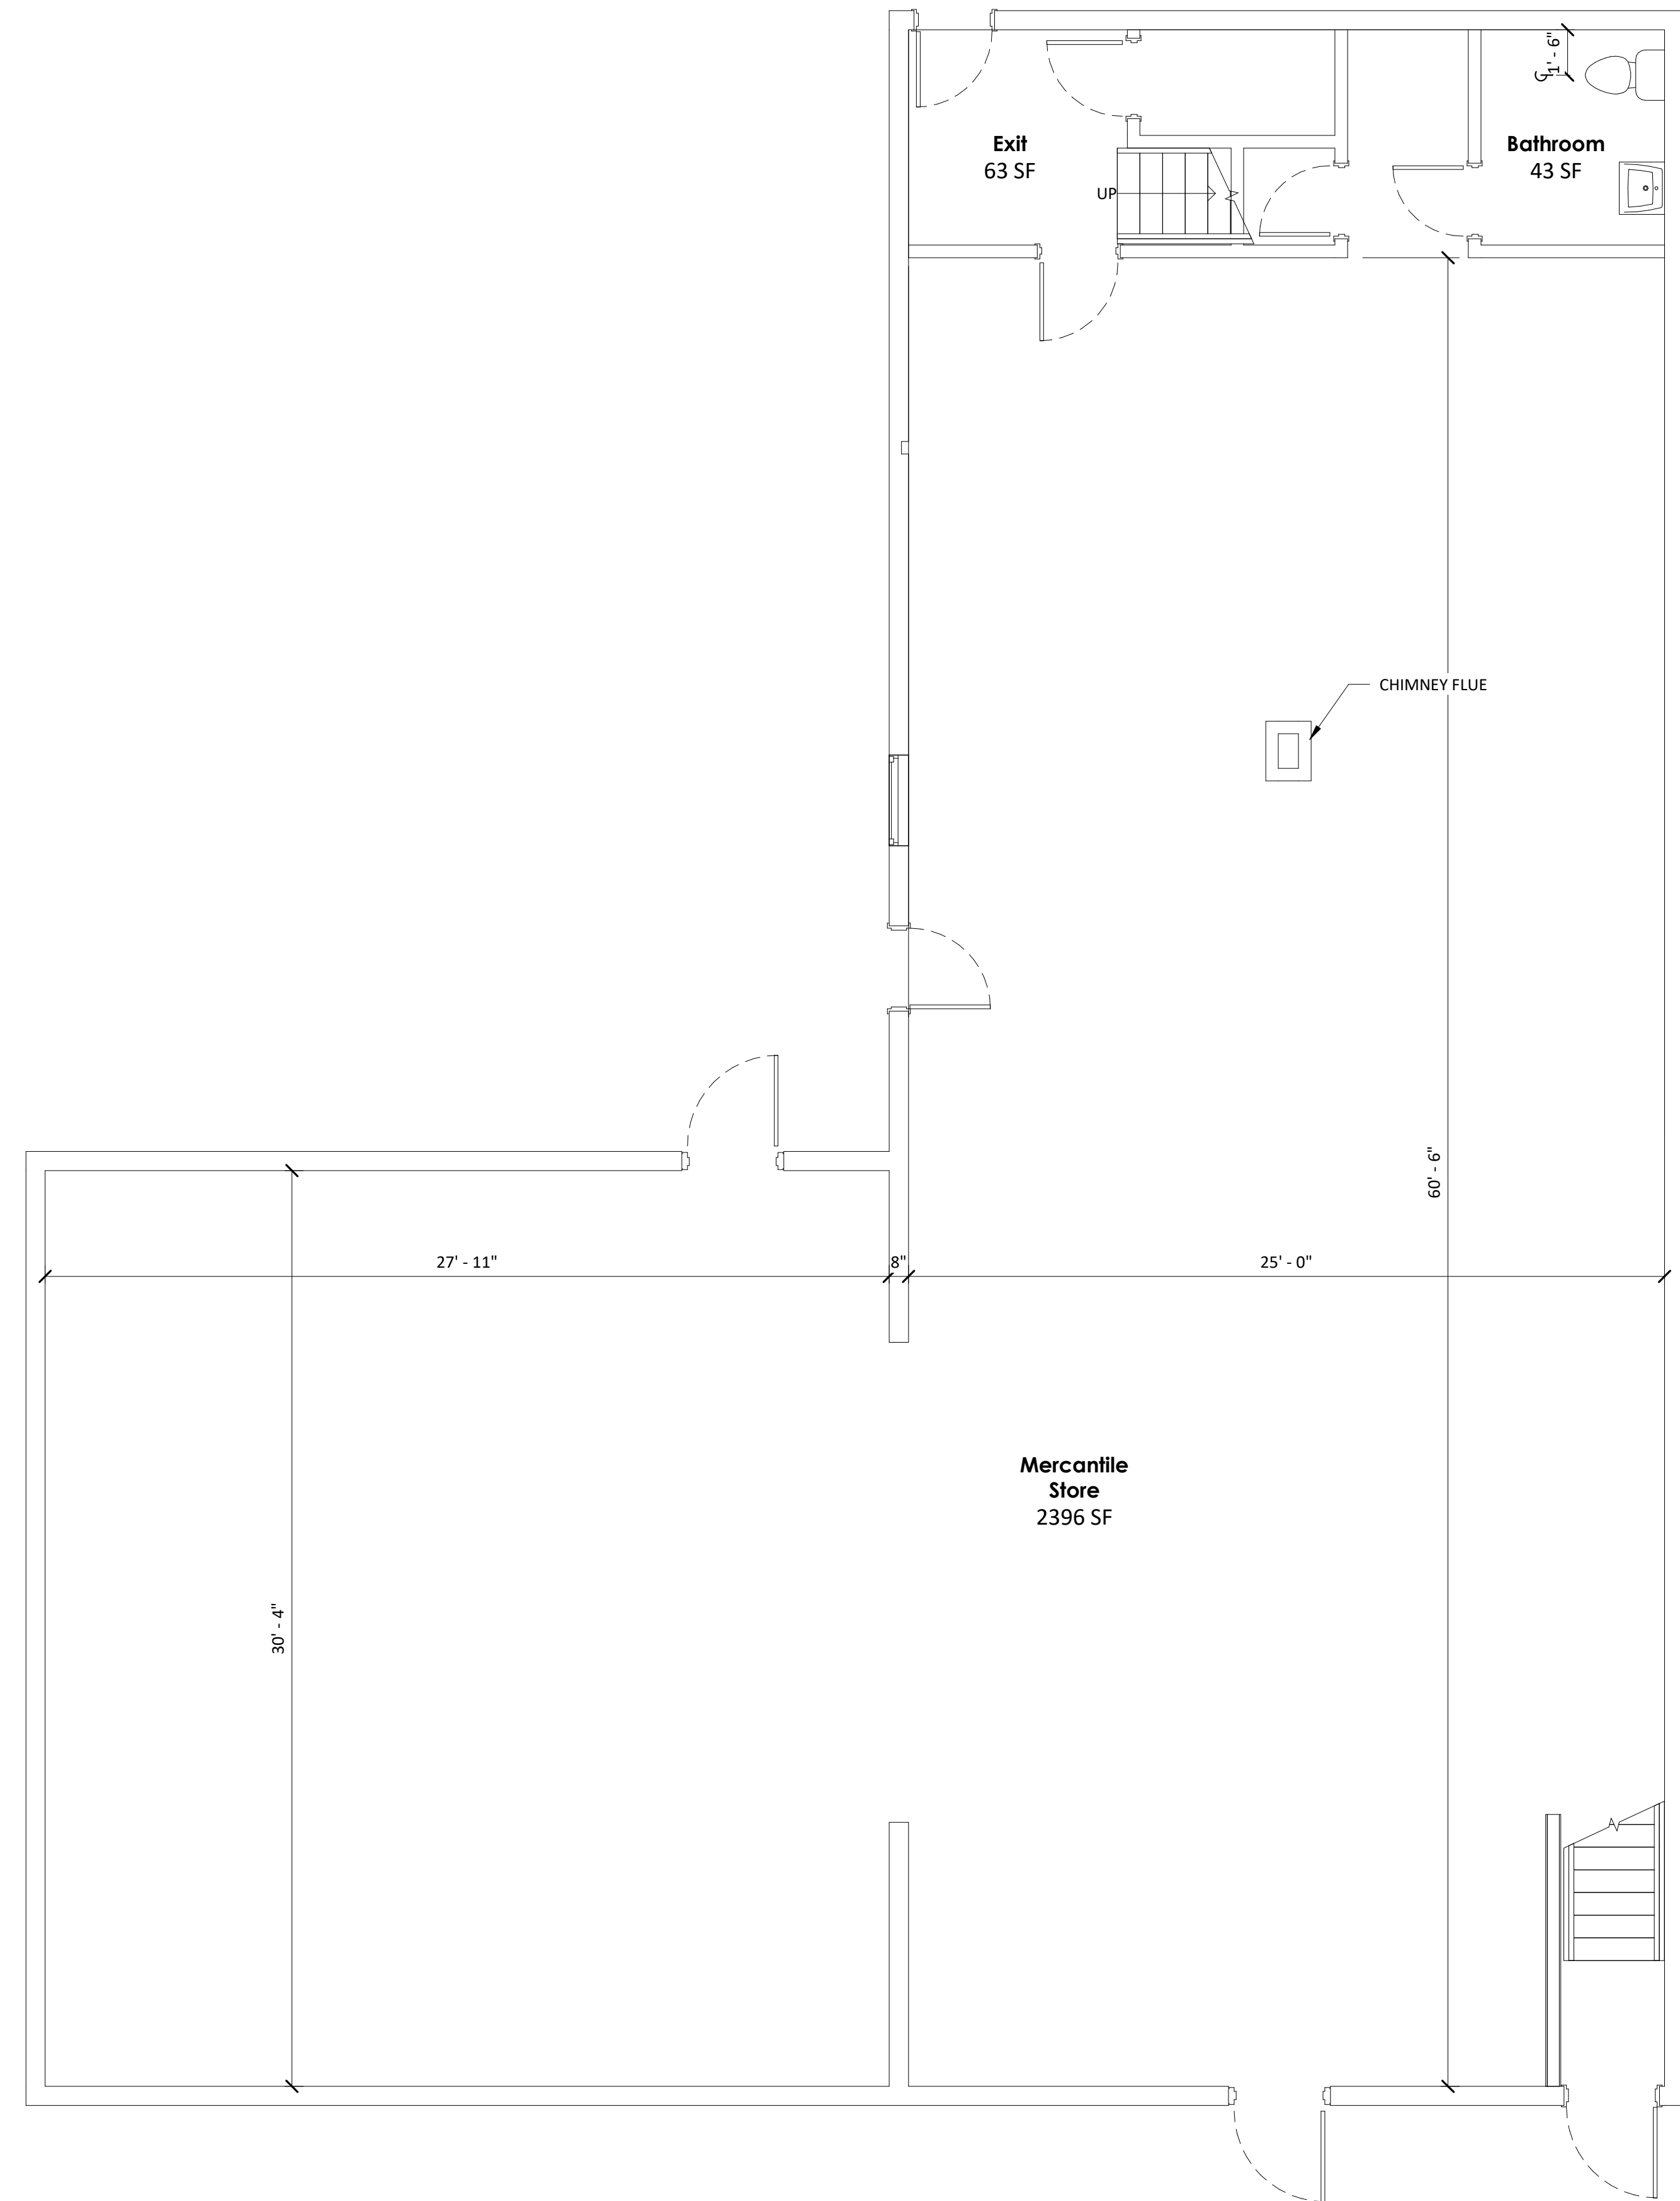 1' - 6"
℄
Exit
63 SF
Bathroom
43 SF
UP
CHIMNEY FLUE
60' - 6"
27' - 11"
8"
25' - 0"
Mercantile
Store
2396 SF
30' - 4"